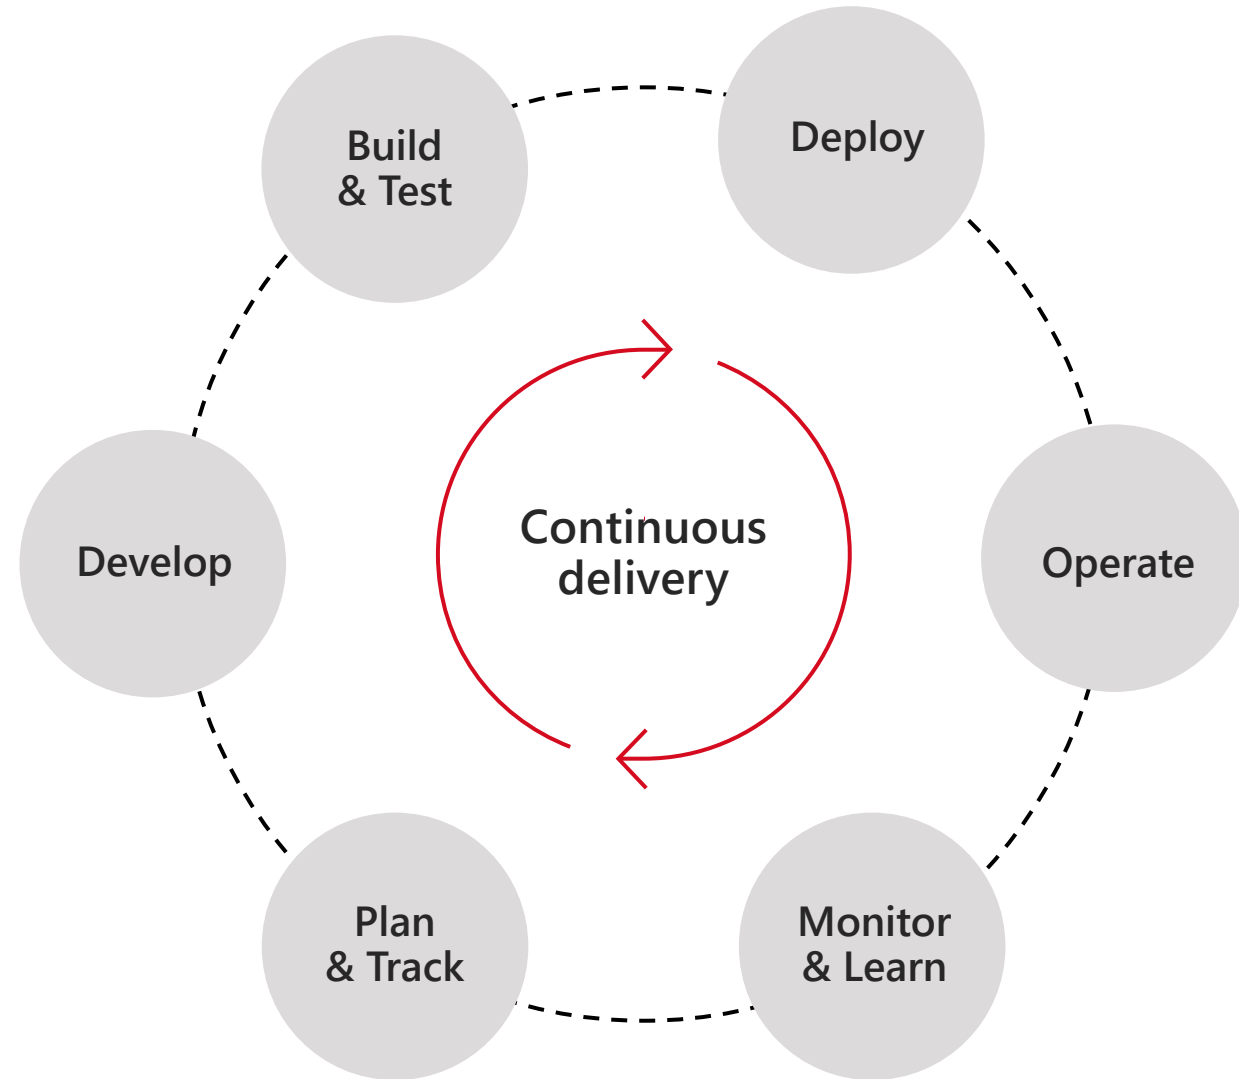 Build
& Test
Deploy
Develop
Continuous
delivery
Operate
Plan
& Track
Monitor
& Learn